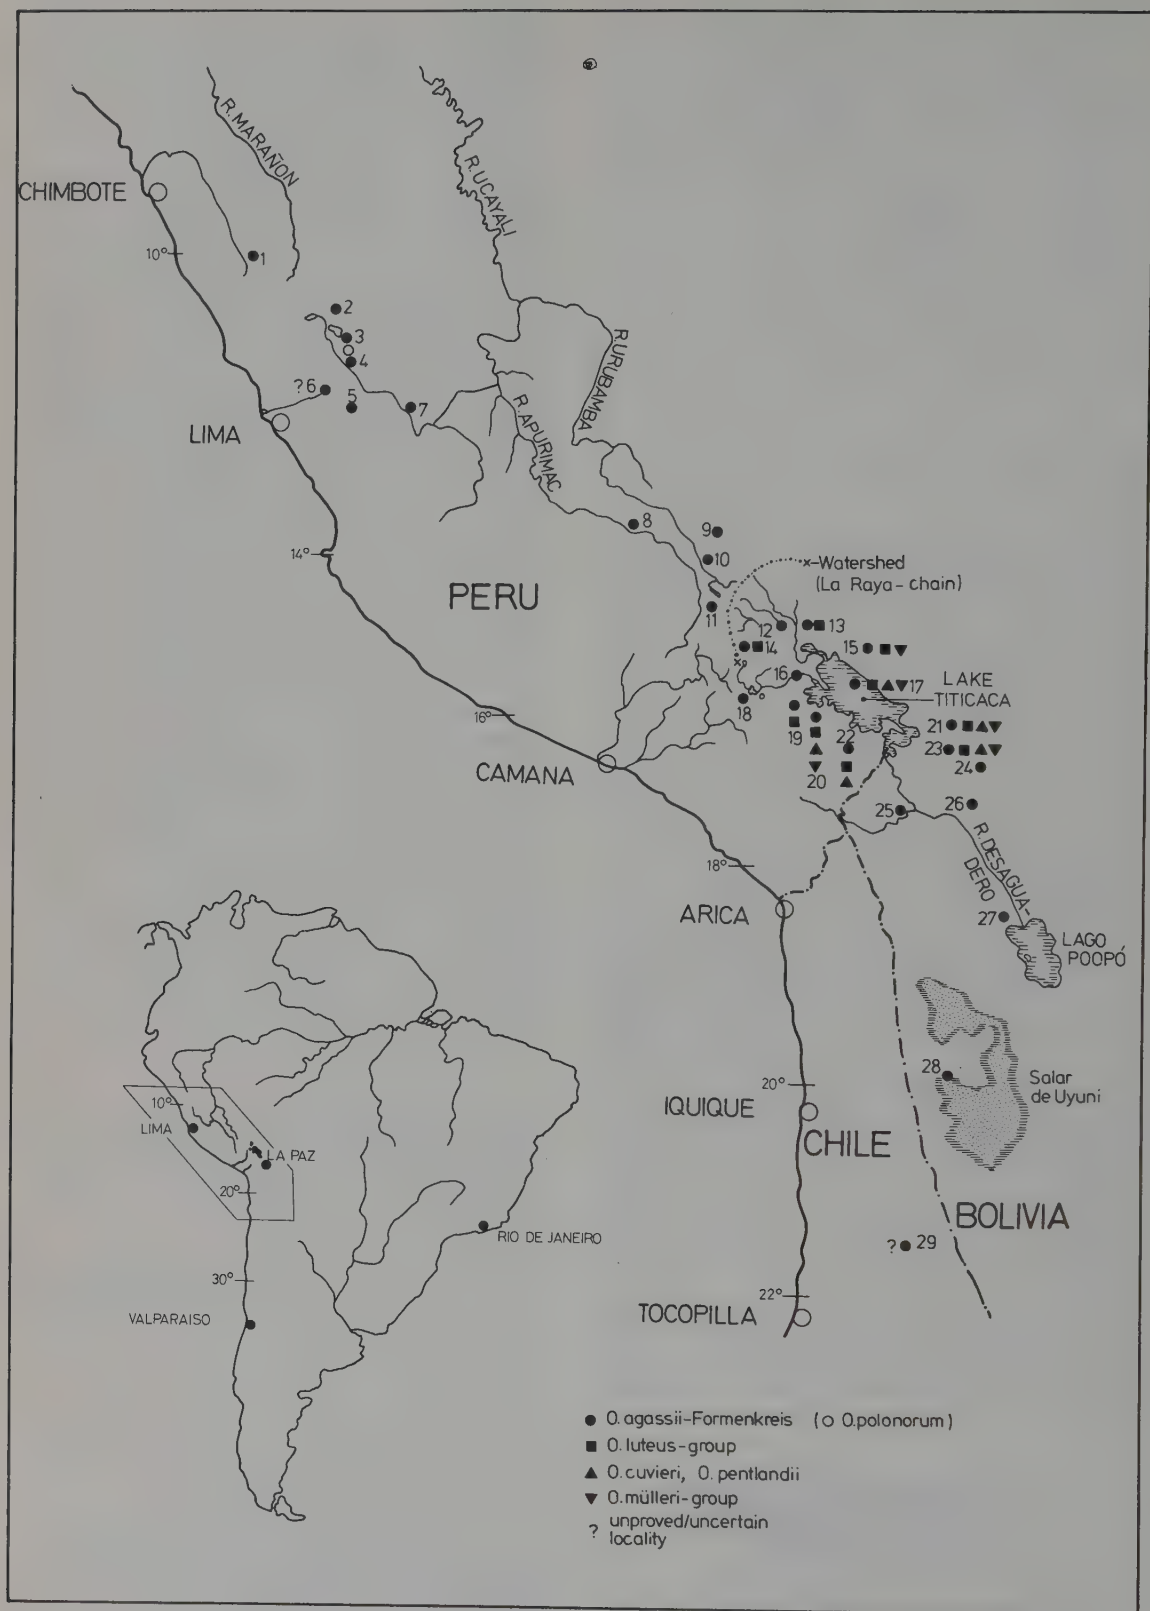 R. MARAÑON
R. UCAYALI
CHIMBOTE
10°
1
2
3
4
?6
5
7
R. URUBAMBA
LIMA
R. APURIMAC
8
9
10
14°
x-Watershed
(La Raya-chain)
PERU
11
12
13
14
15
16
17
LAKE
TITICACA
18
16°
19
20
21
22
23
24
CAMANA
25
26
R. DESAGUA-
DERO
18°
ARICA
27
LAGO
POOPÓ
28
20°
IQUIQUE
Salar
de Uyuni
CHILE
BOLIVIA
? 29
22°
TOCOPILLA
10°
LIMA
LA PAZ
20°
RIO DE JANEIRO
30°
VALPARAISO
O. agassii-Formenkreis (o O. polonorum)
O. luteus-group
O. cuvieri, O. pentlandii
O. mülleri-group
? unproved/uncertain
locality